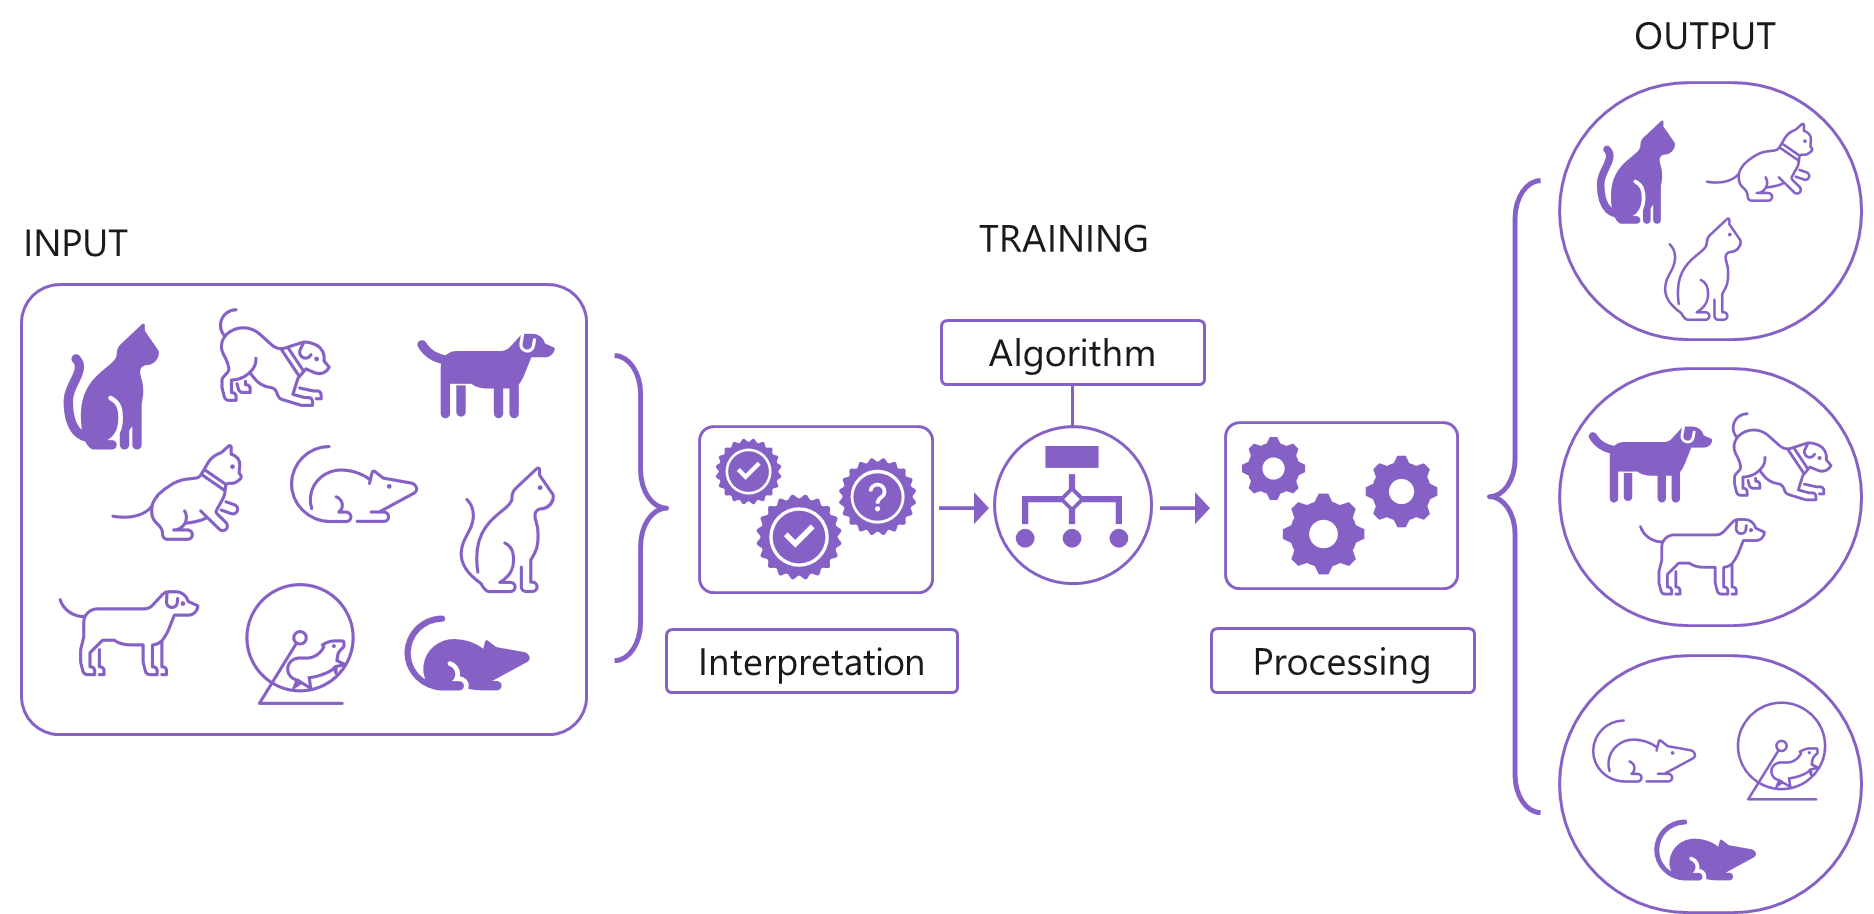 INPUT
TRAINING
Algorithm
?
Interpretation
Processing
OUTPUT